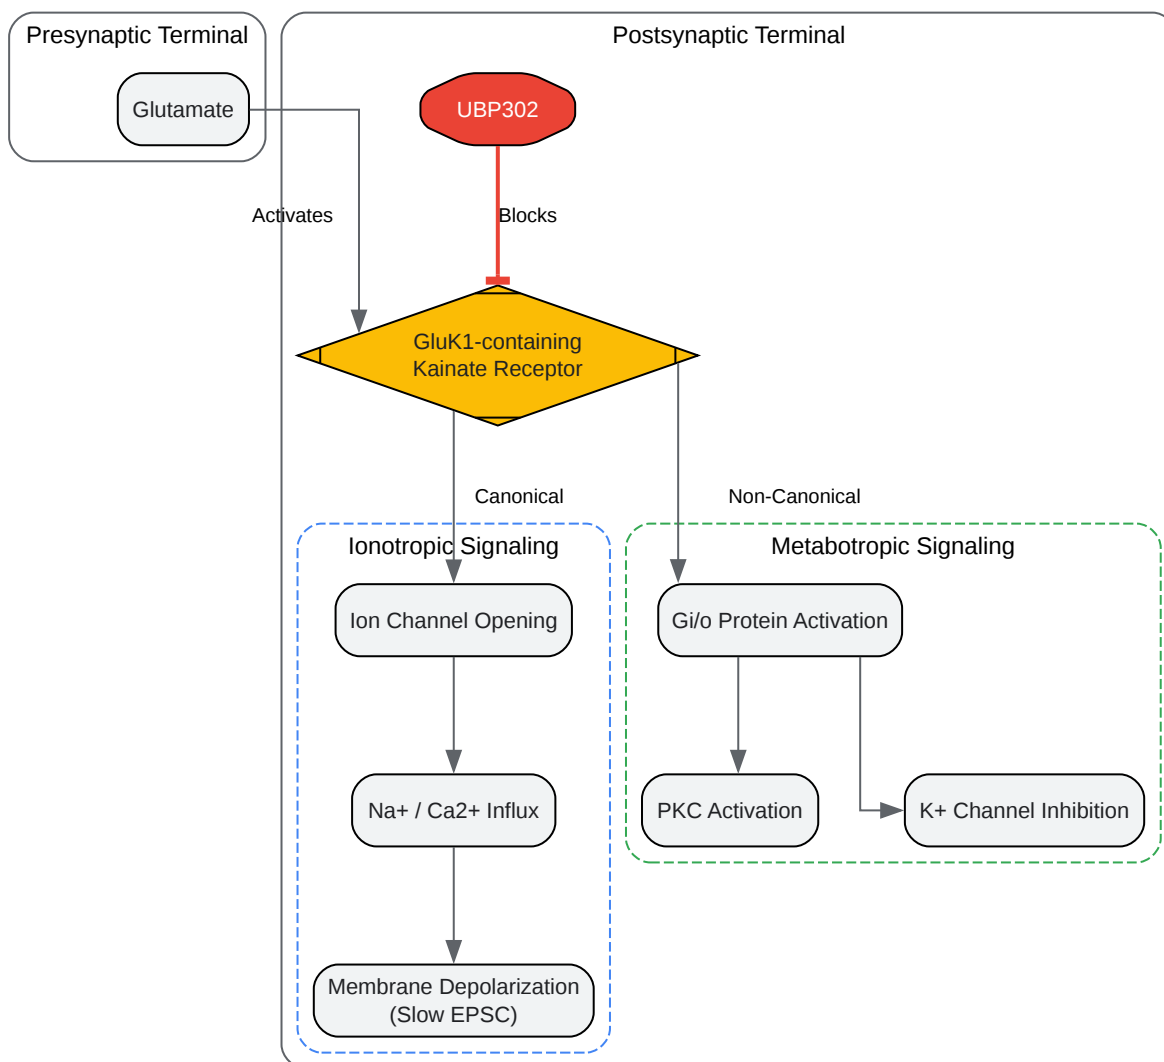 Presynaptic Terminal
Postsynaptic Terminal
Glutamate
UBP302
Activates
Blocks
GluK1-containing
Kainate Receptor
Canonical
Non-Canonical
Ionotropic Signaling
Metabotropic Signaling
Ion Channel Opening
Gi/o Protein Activation
Na+ / Ca2+ Influx
PKC Activation
K+ Channel Inhibition
Membrane Depolarization
(Slow EPSC)